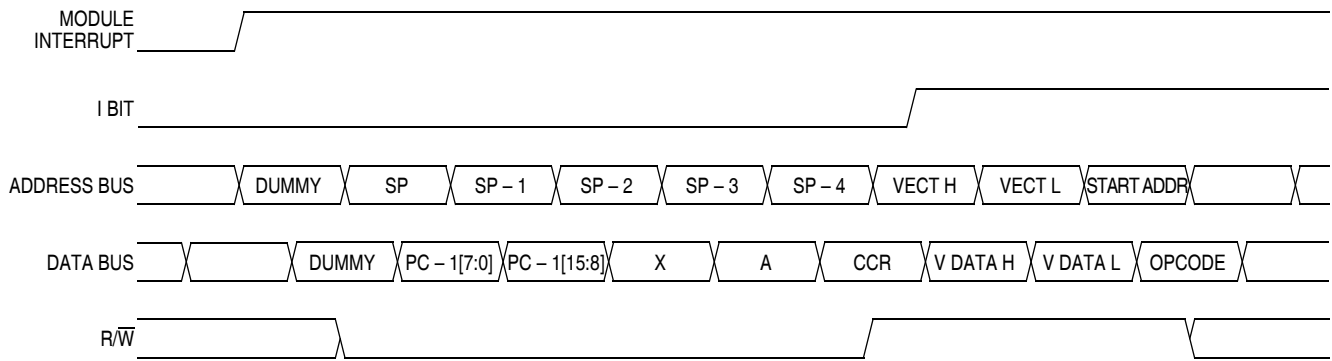 MODULE
INTERRUPT
I BIT
ADDRESS BUS DUMMY SP SP – 1 SP – 2 SP – 3 SP – 4 VECT H VECT L START ADDR
DATA BUS DUMMY PC – 1[7:0] PC – 1[15:8] X A CCR V DATA H V DATA L OPCODE
R/W̅